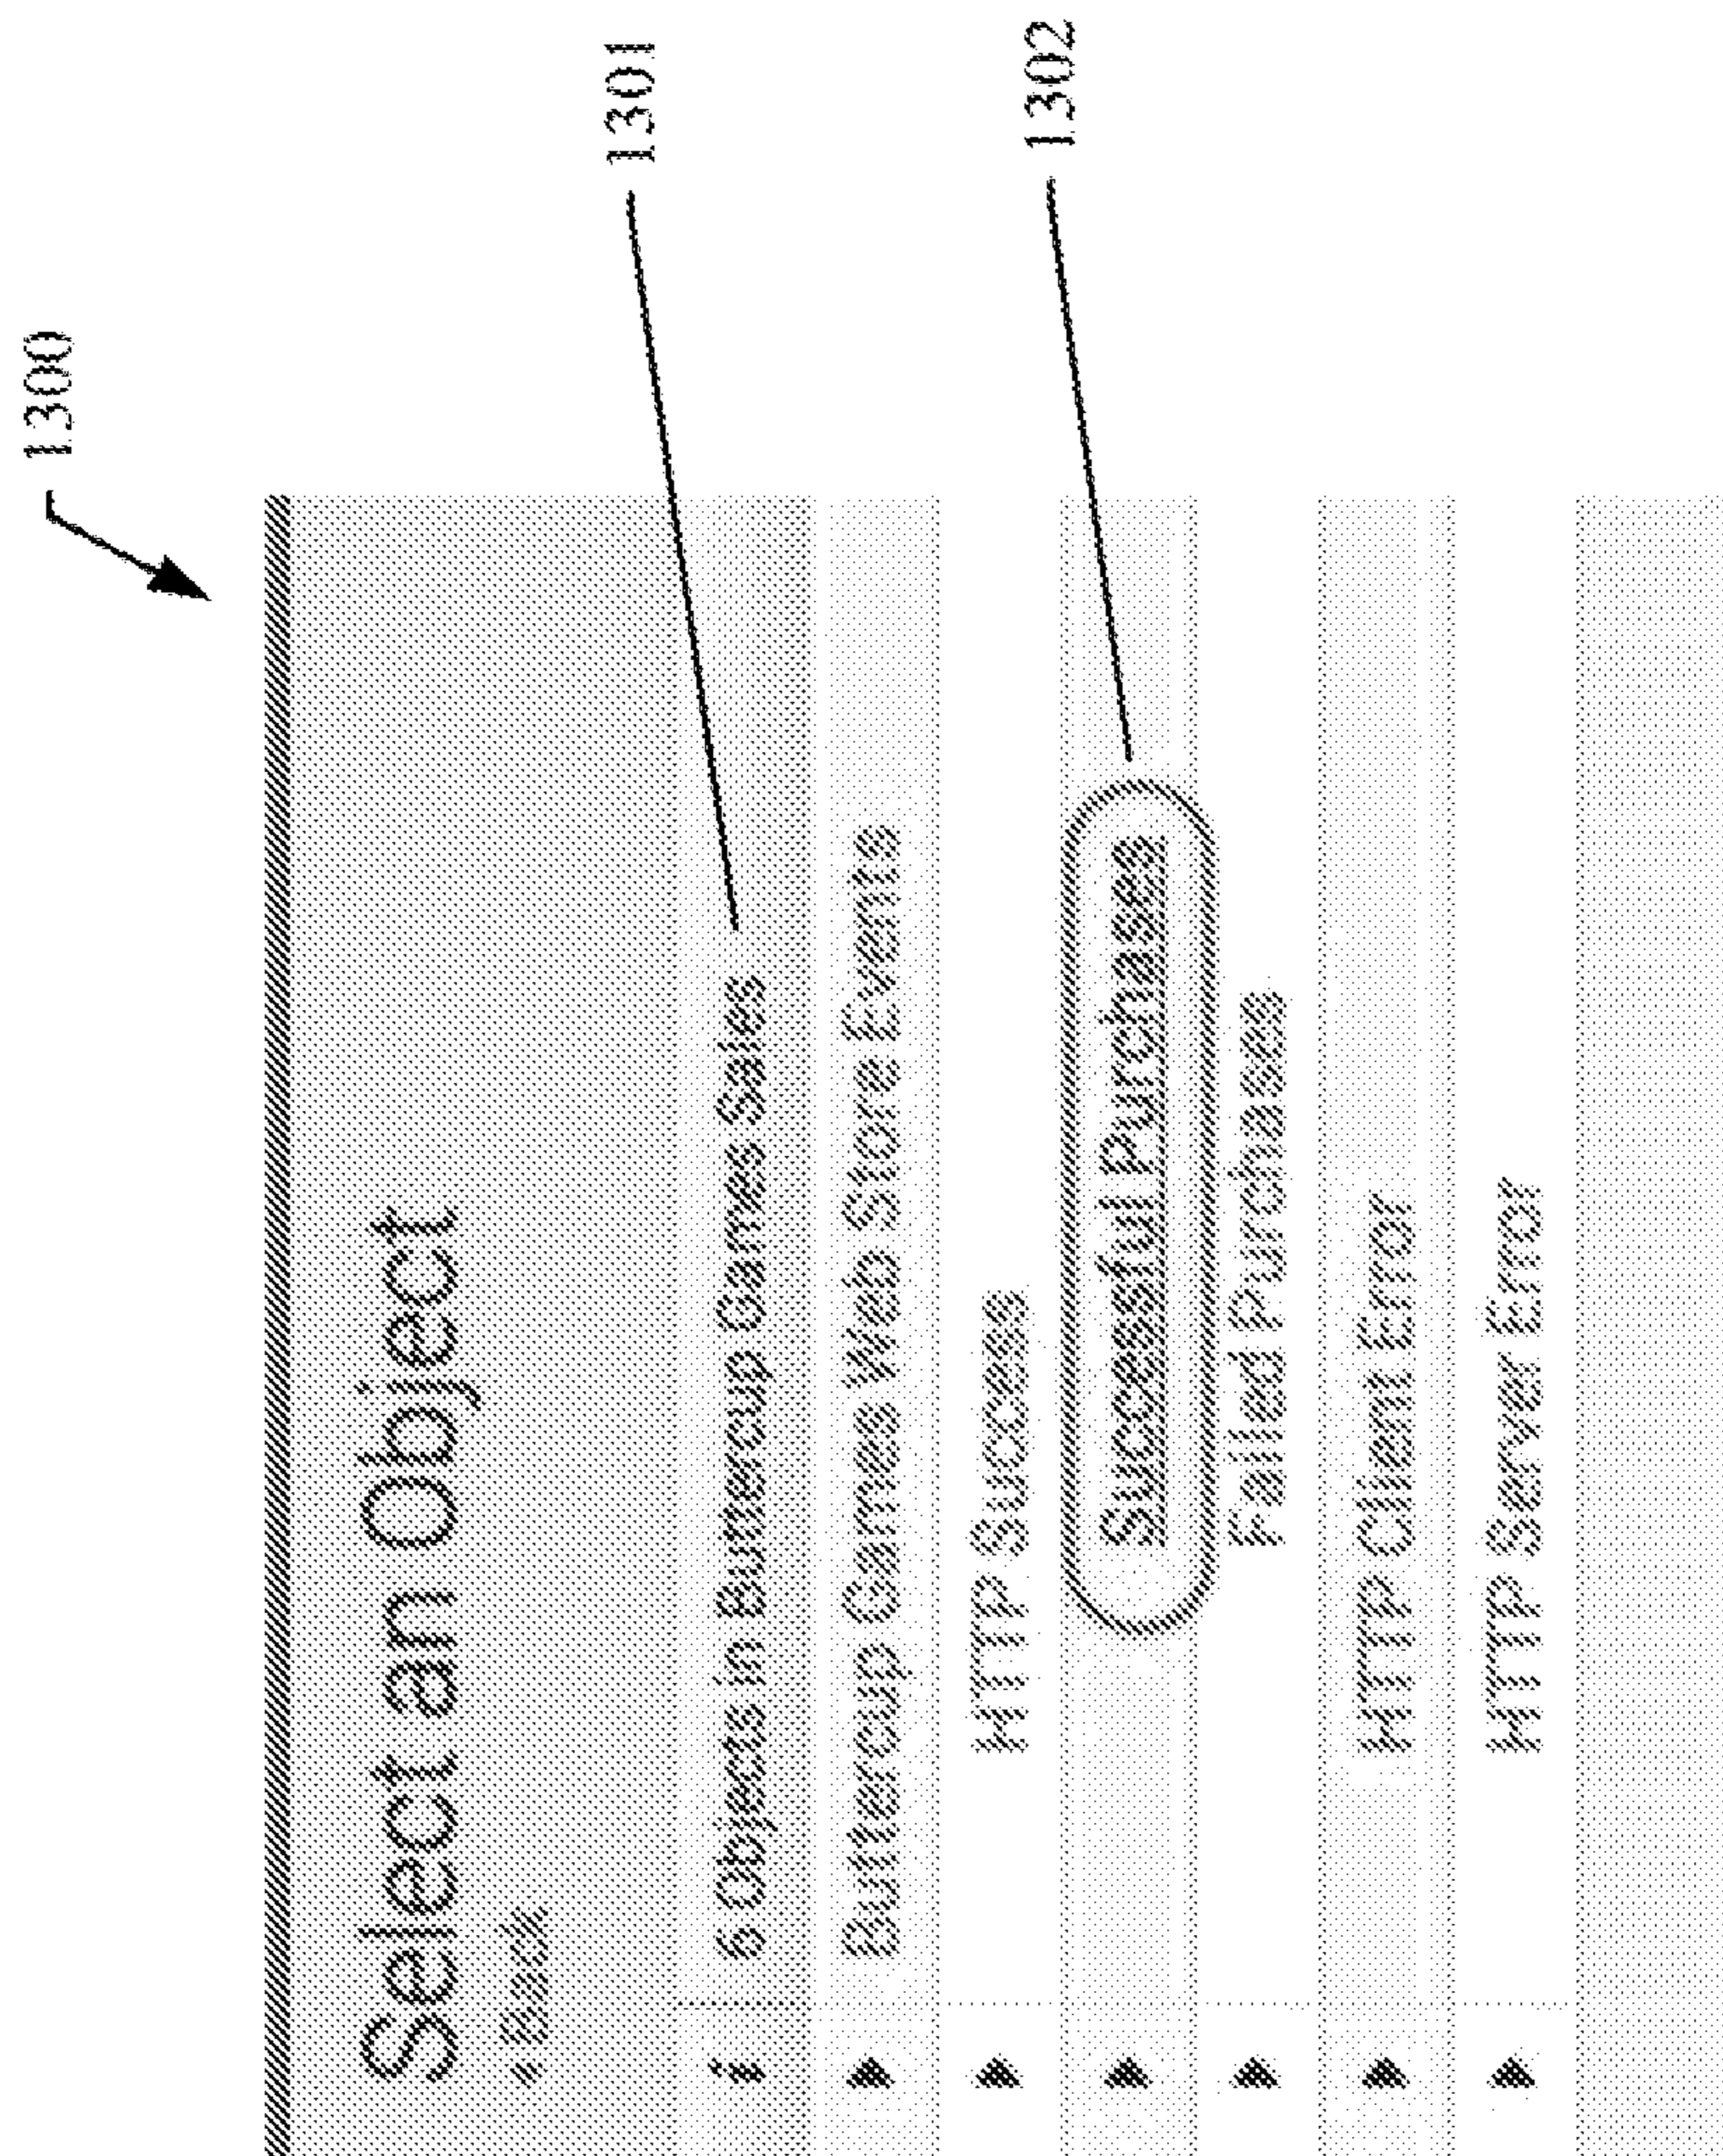 1300
Select an Object
< Back
i 6 Objects in Buttercup Games Sales
1301
Buttercup Games Web Store Events
HTTP Success
Successful Purchases
1302
Failed Purchases
HTTP Client Error
HTTP Server Error